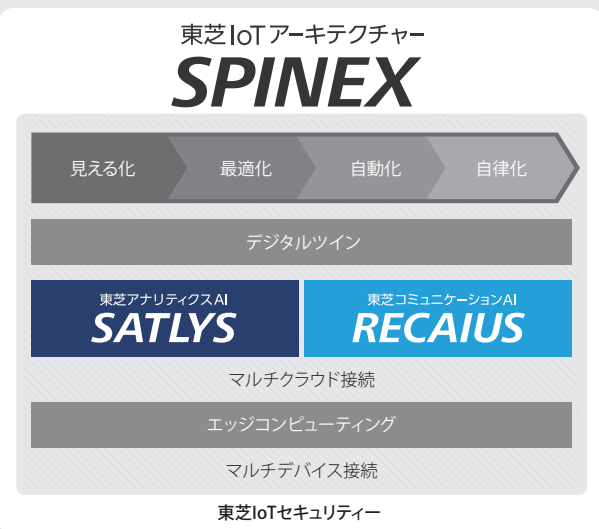 東芝IoTアーキテクチャー
SPINEX
見える化 最適化 自動化 自律化
デジタルツイン
東芝アナリティクスAI 東芝コミュニケーションAI
SATLYS RECAIUS
マルチクラウド接続
エッジコンピューティング
マルチデバイス接続
東芝IoTセキュリティー